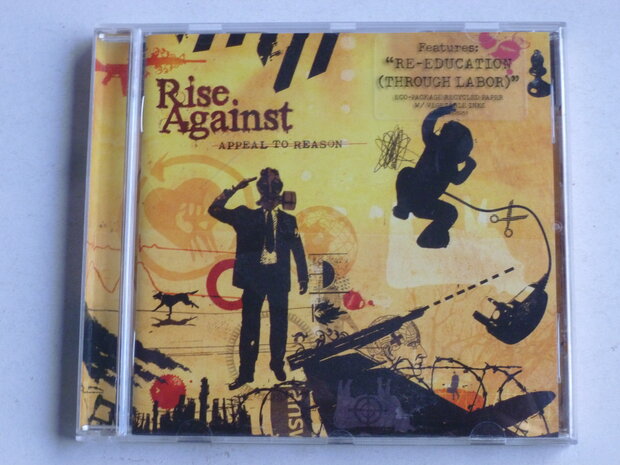 Features:
"RE-EDUCATION
(THROUGH LABOR)"
ECO-PACKAGE: RECYCLED PAPER
W/ VEGETABLE INKS
Rise
Against
APPEAL TO REASON